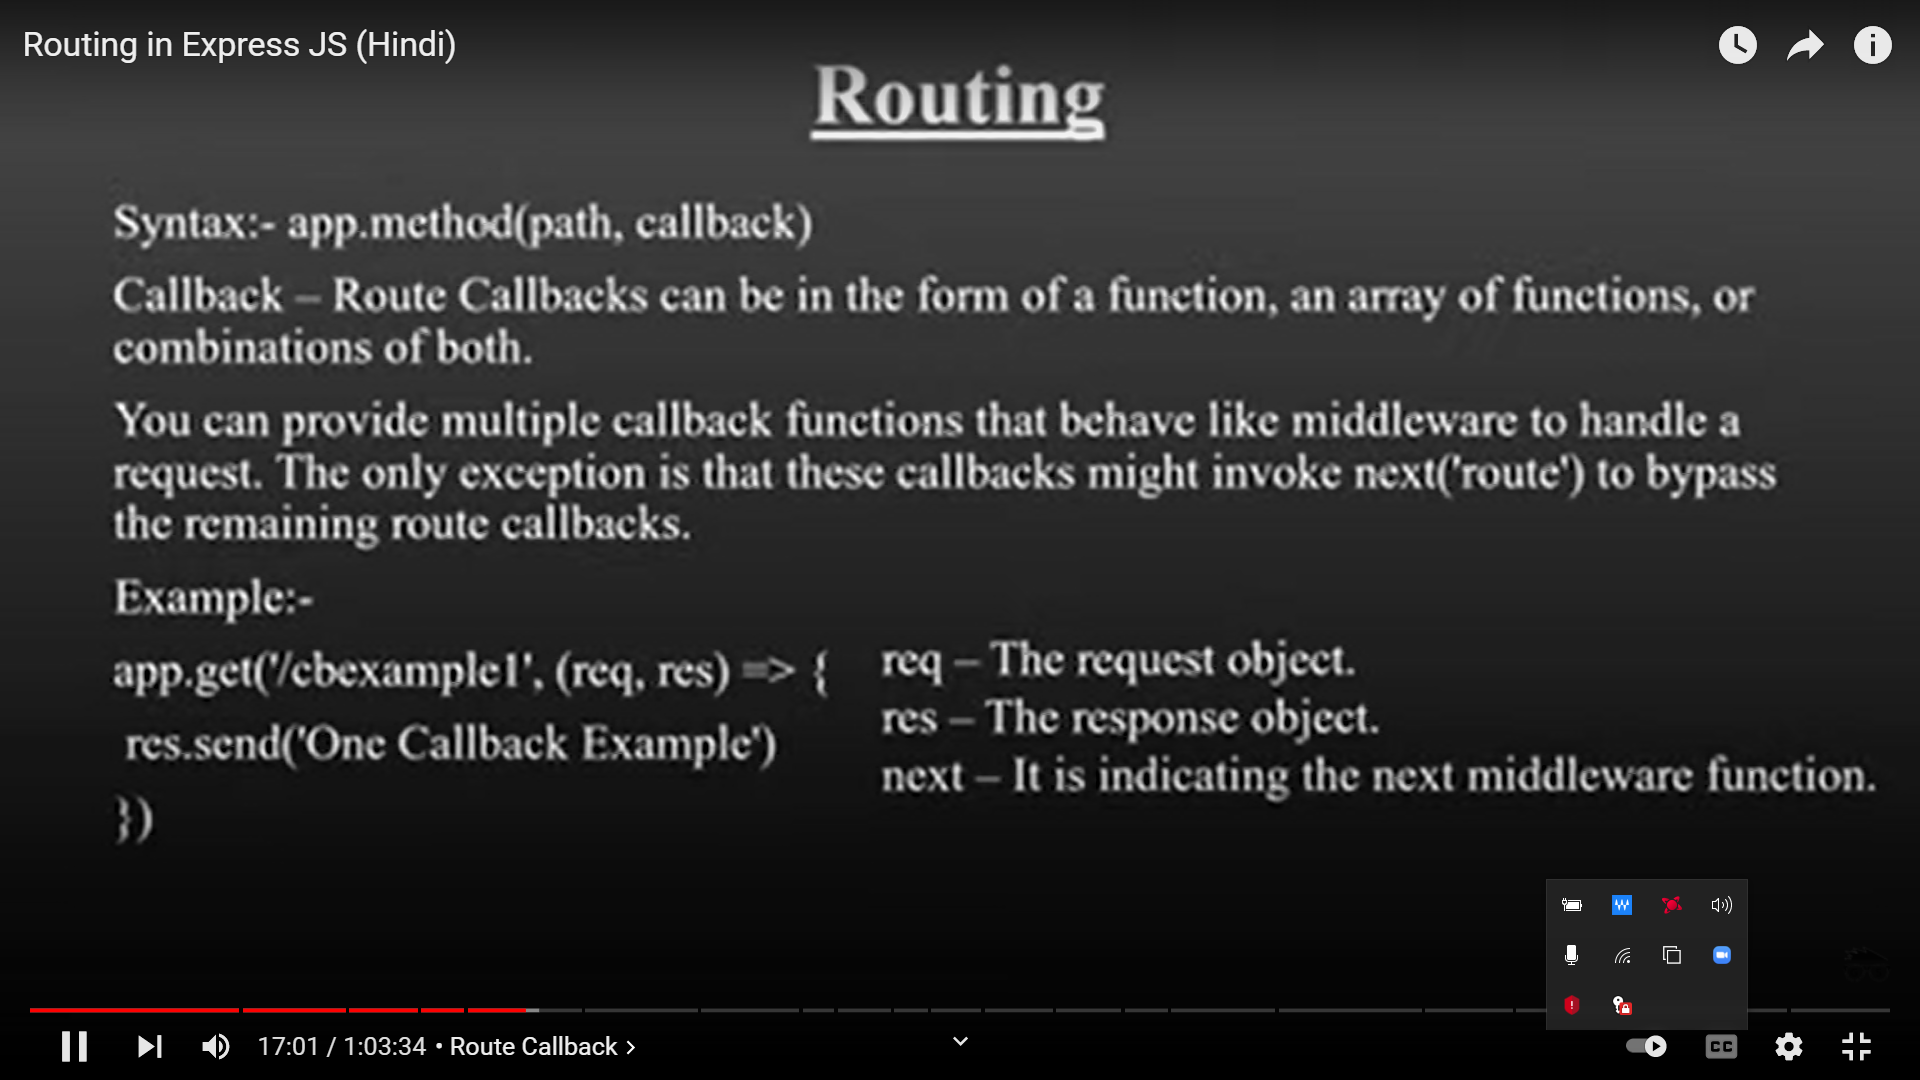 Routing in Express JS (Hindi)
Routing
Syntax:- app.method(path, callback)
Callback – Route Callbacks can be in the form of a function, an array of functions, or
combinations of both.
You can provide multiple callback functions that behave like middleware to handle a
request. The only exception is that these callbacks might invoke next('route') to bypass
the remaining route callbacks.
Example:-
app.get('/cbexample1', (req, res) => {
res.send('One Callback Example')
})
req – The request object.
res – The response object.
next – It is indicating the next middleware function.
17:01 / 1:03:34 • Route Callback >
CC